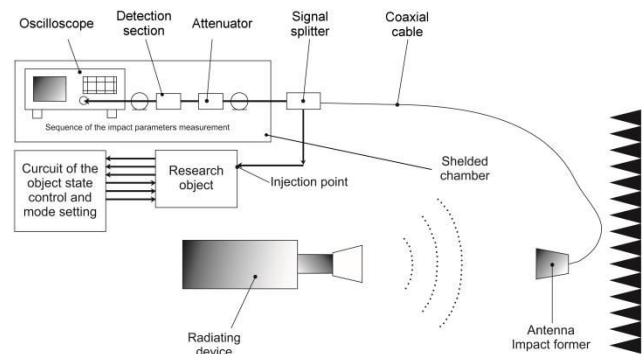 Oscilloscope
Detection
section
Attenuator
Signal
splitter
Coaxial
cable
Sequence of the impact parameters measurement
Curcuit of the
object state
control and
mode setting
Research
object
Injection point
Shelded
chamber
Radiating
device
Antenna
Impact former